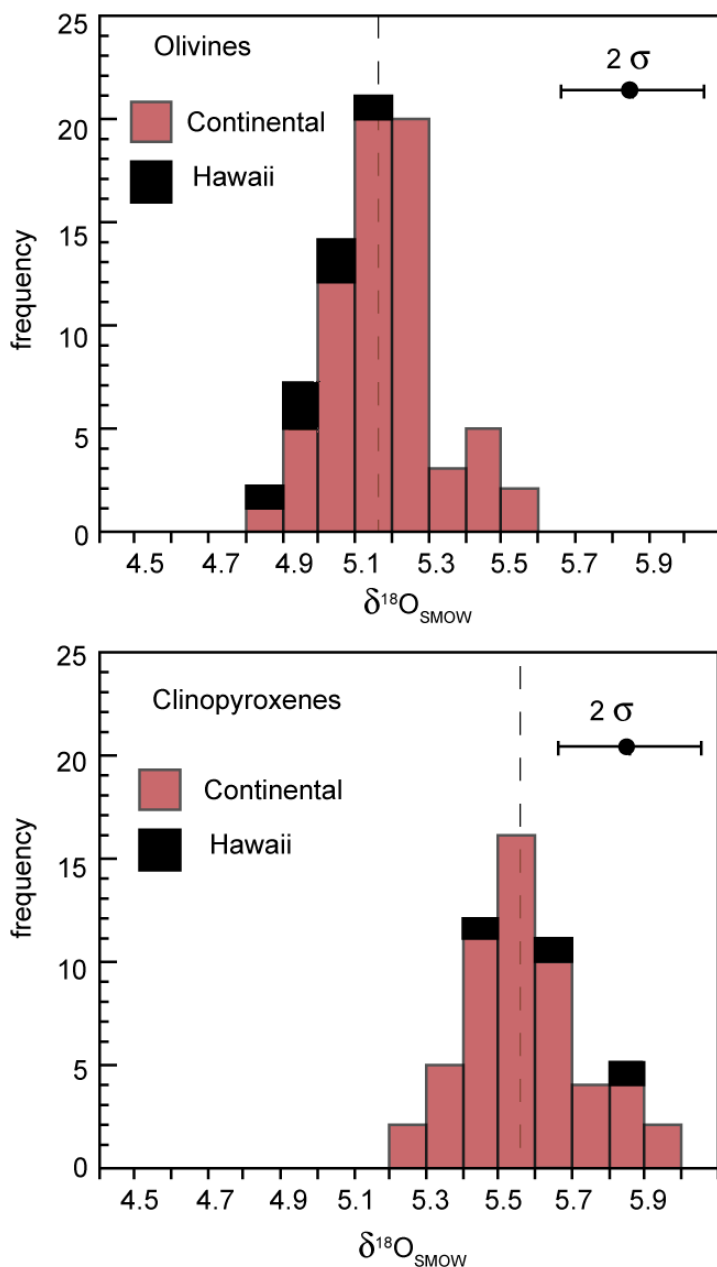 25
Olivines
2 σ
Continental
20
Hawaii
15
frequency
10
5
0
4.5 4.7 4.9 5.1 5.3 5.5 5.7 5.9
δ¹⁸O_SMOW
25
Clinopyroxenes
2 σ
20
Continental
Hawaii
15
frequency
10
5
0
4.5 4.7 4.9 5.1 5.3 5.5 5.7 5.9
δ¹⁸O_SMOW